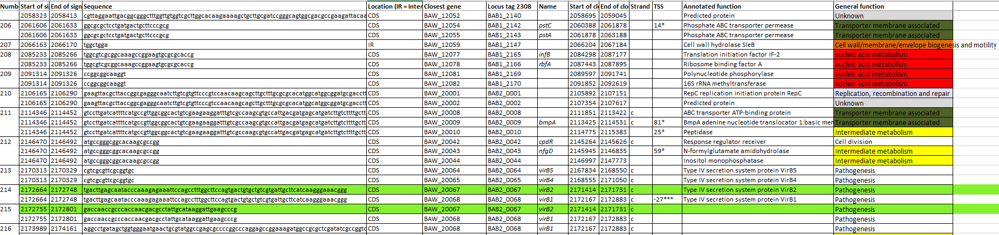 Numb Start of si End of sign Sequence Location (IR = Inter Closest gene Locus tag 2308 Name Start of clo End of clo Strand TSS Annotated function General function
2058323 2058413 cgttaggaattgacggcgggctttggttgtggtcgcttggcacaagaaaagctgcttgcgatccgggcagtggcgacgccgaagattacaa CDS BAW_12052 BAB1_2140 2058695 2059045 Predicted protein Unknown
206 2061606 2061633 ggcgcgctcctgatgactgcttcccgcg CDS BAW_12054 BAB1_2142 pstC 2060388 2061878 14* Phosphate ABC transporter permease Transporter membrane associated
2061606 2061633 ggcgcgctcctgatgactgcttcccgcg CDS BAW_12055 BAB1_2143 pstA 2061878 2063188 Phosphate ABC transporter permease Transporter membrane associated
207 2066163 2066170 tggctgga IR BAW_12059 BAB1_2147 2066204 2067184 Cell wall hydrolase SleB Cell wall/membrane/envelope biogenesis and motility
208 2085233 2085266 tggcgtcgcggcaaagccggaagtgcgcgcaccg CDS BAW_12077 BAB1_2165 infB 2084298 2087177 Translation initiation factor IF-2 nucleic acid metabolism
2085233 2085266 tggcgtcgcggcaaagccggaagtgcgcgcaccg CDS BAW_12078 BAB1_2166 rbfA 2087443 2087895 Ribosome binding factor A nucleic acid metabolism
209 2091314 2091326 ccggcggcaaggt CDS BAW_12081 BAB1_2169 2089597 2091741 Polynucleotide phosphorylase nucleic acid metabolism
2091314 2091326 ccggcggcaaggt CDS BAW_12082 BAB1_2170 2091852 2092619 16S rRNA methyltransferase nucleic acid metabolism
210 2106165 2106290 gaagttacgcttaccggcgagggcaatcttgtcgtgttcccgtccaacaagcagcttgctttgcgcgcacatggcatggcggatgcgacctt CDS BAW_20001 BAB2_0001 2105892 2107151 RepC replication initiation protein RepC Replication, recombination and repair
2106165 2106290 gaagttacgcttaccggcgagggcaatcttgtcgtgttcccgtccaacaagcagcttgctttgcgcgcacatggcatggcggatgcgacctt CDS BAW_20002 BAB2_0002 2107354 2107617 Predicted protein Unknown
211 2114346 2114452 gtccttgatcattttcatgccgttggcggcactgtcgaagaaggatttgtcgccaagcgtgccattgacgatgagcatgatcttgtcttttgctt CDS BAW_20008 BAB2_0008 2111851 2113422 c ABC transporter ATP-binding protein Transporter membrane associated
2114346 2114452 gtccttgatcattttcatgccgttggcggcactgtcgaagaaggatttgtcgccaagcgtgccattgacgatgagcatgatcttgtcttttgctt CDS BAW_20009 BAB2_0009 bmpA 2113425 2114531 c 81* BmpA adenine nucleotide translocator 1:basic mem Transporter membrane associated
2114346 2114452 gtccttgatcattttcatgccgttggcggcactgtcgaagaaggatttgtcgccaagcgtgccattgacgatgagcatgatcttgtcttttgctt CDS BAW_20010 BAB2_0010 2114775 2115383 25* Peptidase Intermediate metabolism
212 2146470 2146492 atgccgggcggcacaagcgccgg CDS BAW_20042 BAB2_0042 cpdR 2145264 2145626 c Response regulator receiver Cell division
2146470 2146492 atgccgggcggcacaagcgccgg CDS BAW_20043 BAB2_0043 nfgD 2145945 2146835 59* N-formylglutamate amidohydrolase Intermediate metabolism
2146470 2146492 atgccgggcggcacaagcgccgg CDS BAW_20044 BAB2_0044 2146997 2147773 Inositol monophosphatase Intermediate metabolism
213 2170313 2170329 cgtcgcgttcgcggtgc CDS BAW_20064 BAB2_0064 virB5 2167834 2168550 c Type IV secretion system protein VirB5 Pathogenesis
2170313 2170329 cgtcgcgttcgcggtgc CDS BAW_20065 BAB2_0065 virB4 2168555 2171050 c Type IV secretion system protein VirB4 Pathogenesis
214 2172664 2172748 tgacttgagcaatacccaaagagaaattccagcctttggcttccagtgactgtgctgtcgtgattgcttcatcaagggaaacggg CDS BAW_20067 BAB2_0067 virB2 2171414 2171731 c Type IV secretion system protein VirB2 Pathogenesis
2172664 2172748 tgacttgagcaatacccaaagagaaattccagcctttggcttccagtgactgtgctgtcgtgattgcttcatcaagggaaacggg CDS BAW_20068 BAB2_0068 virB1 2172167 2172883 c -27*** Type IV secretion system protein VirB1 Pathogenesis
215 2172755 2172801 gaccaaccgcccaccaacgacgcctattgcataaggattgaagcccg CDS BAW_20067 BAB2_0067 virB2 2171414 2171731 c Pathogenesis
2172755 2172801 gaccaaccgcccaccaacgacgcctattgcataaggattgaagcccg CDS BAW_20068 BAB2_0068 virB1 2172167 2172883 c Pathogenesis
216 2173989 2174161 aggcctgatagctggtgggaatgaactgcgtatggccgagcgccccggcccaggagccggaaagatggccgcgctcgatatcgccggtc CDS BAW_20068 BAB2_0068 virB1 2172167 2172883 c Pathogenesis